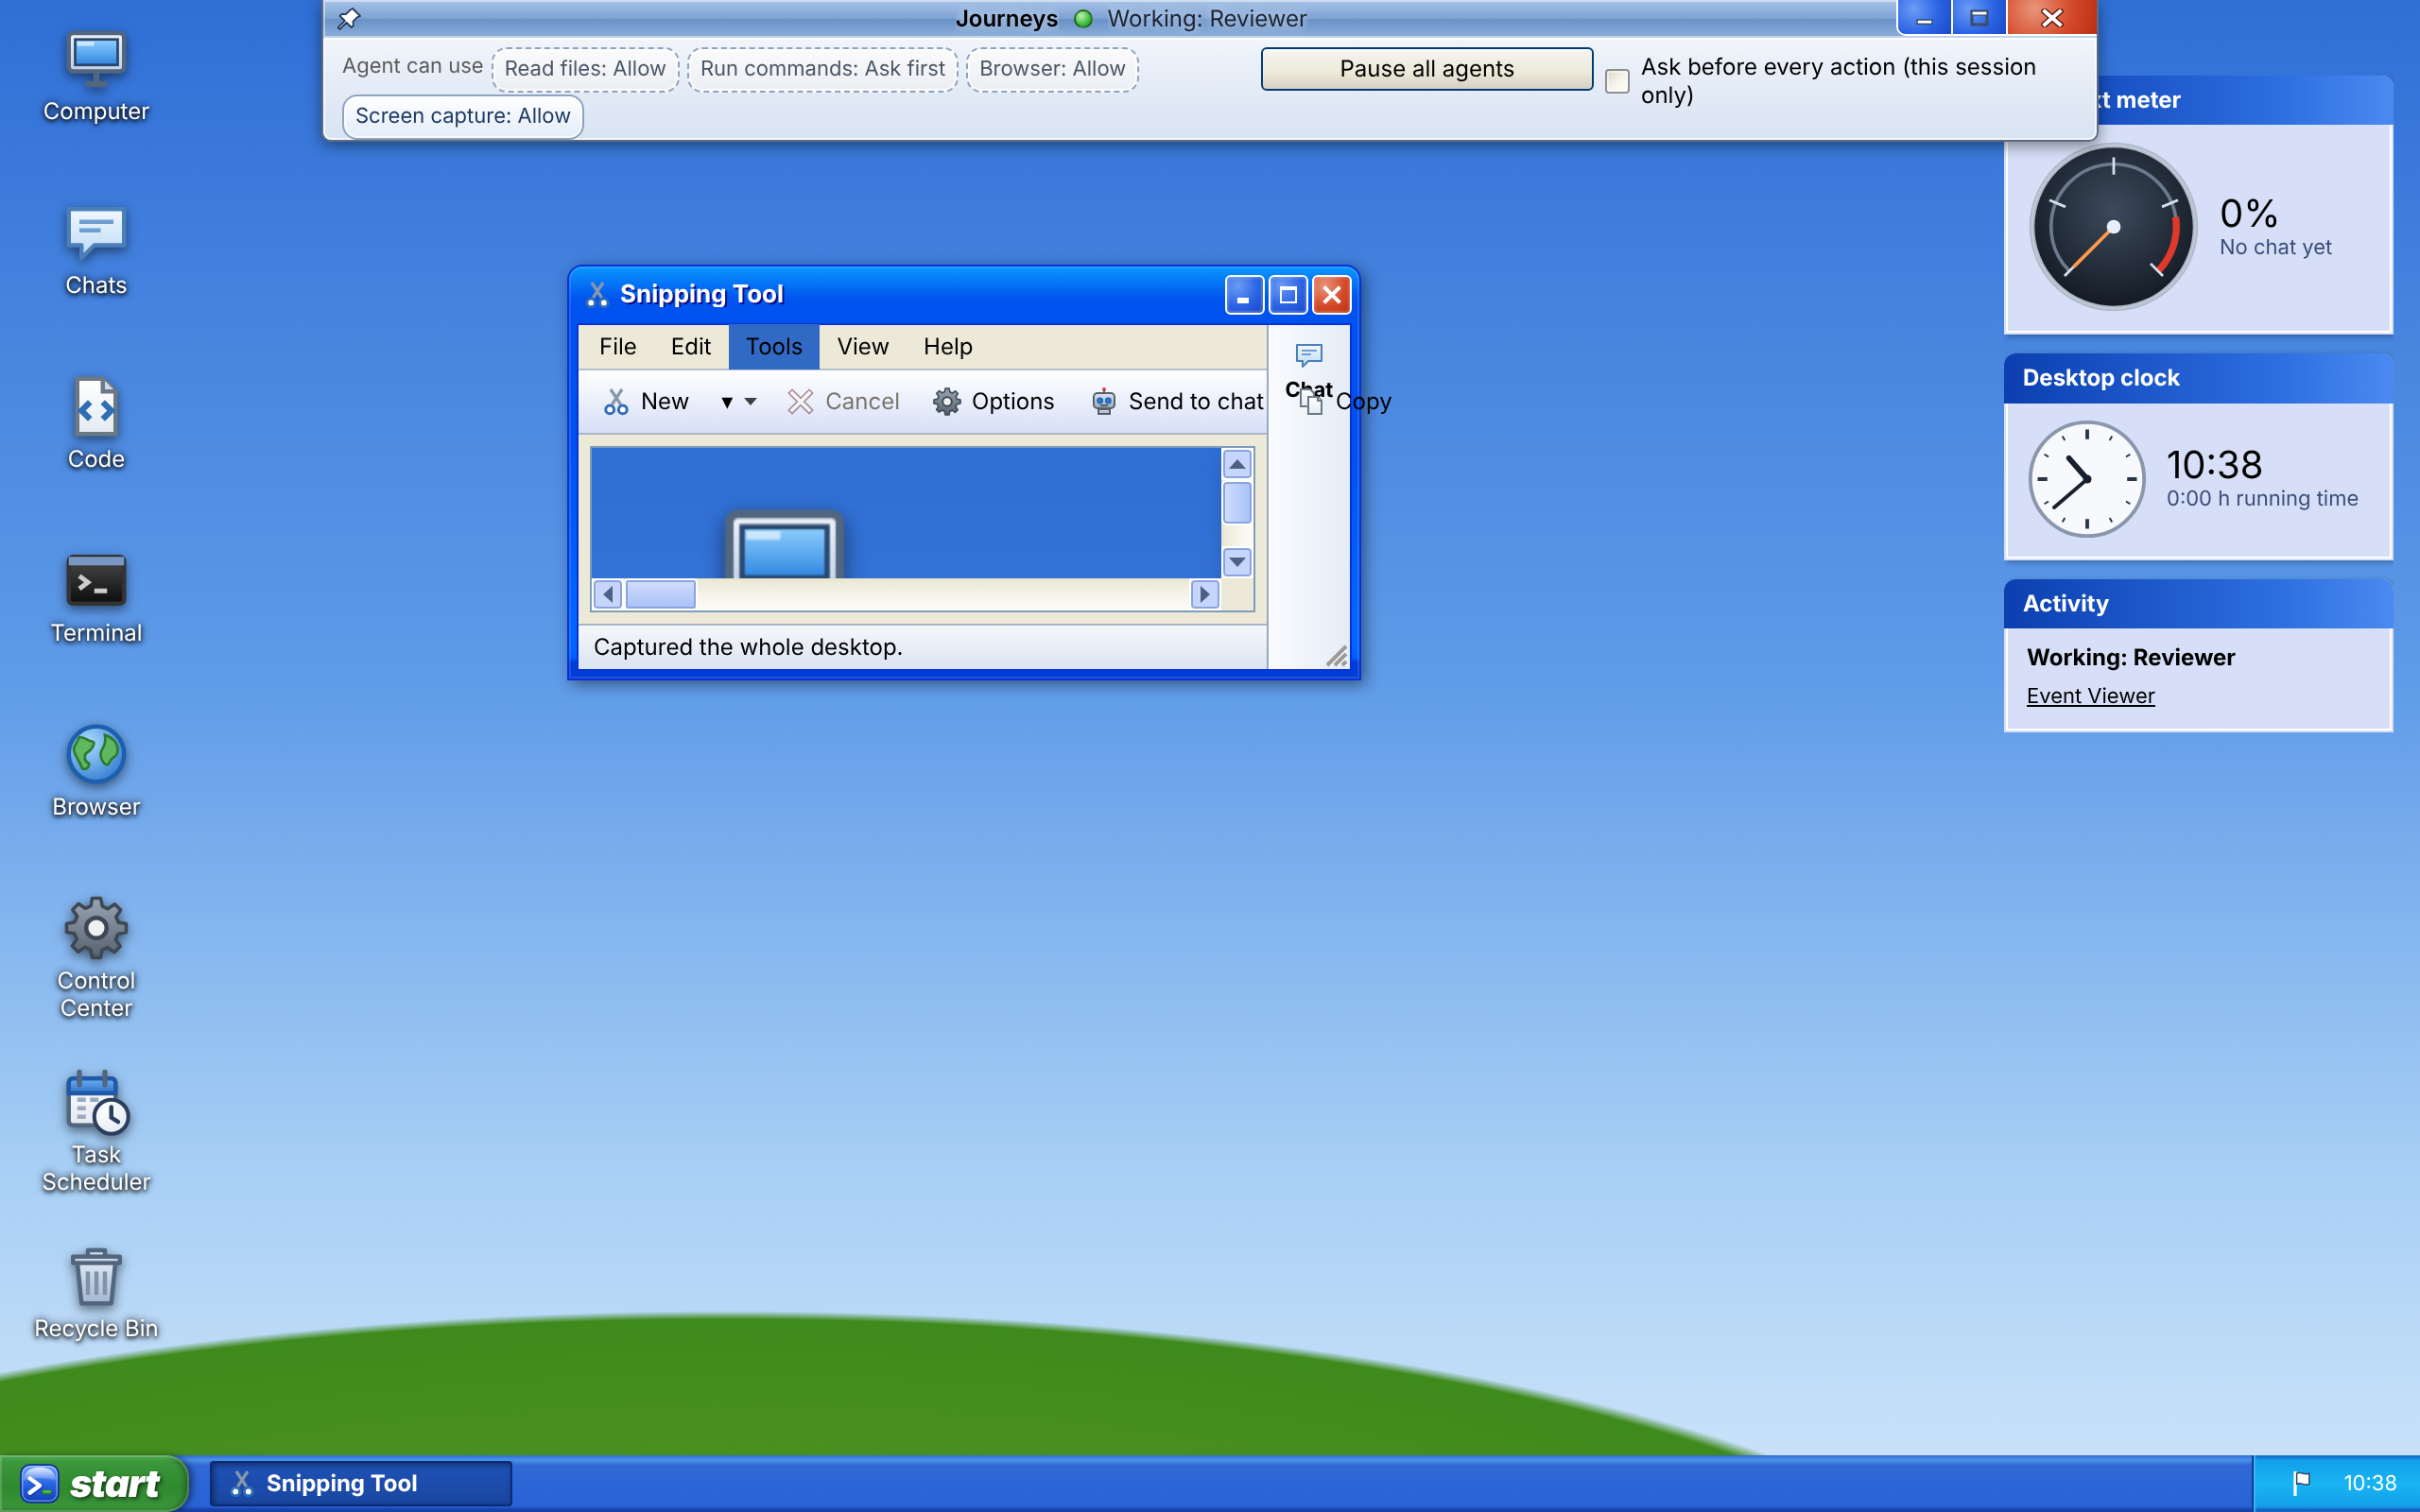 Journeys Working: Reviewer
Agent can use Read files: Allow Run commands: Ask first Browser: Allow
Screen capture: Allow
Pause all agents
Ask before every action (this session
only)
Computer
Chats
Code
Terminal
Browser
Control
Center
Task
Scheduler
Recycle Bin
Snipping Tool
File Edit Tools View Help
New Cancel Options Send to chat Copy
Chat
Captured the whole desktop.
meter
0%
No chat yet
Desktop clock
10:38
0:00 h running time
Activity
Working: Reviewer
Event Viewer
start Snipping Tool 10:38